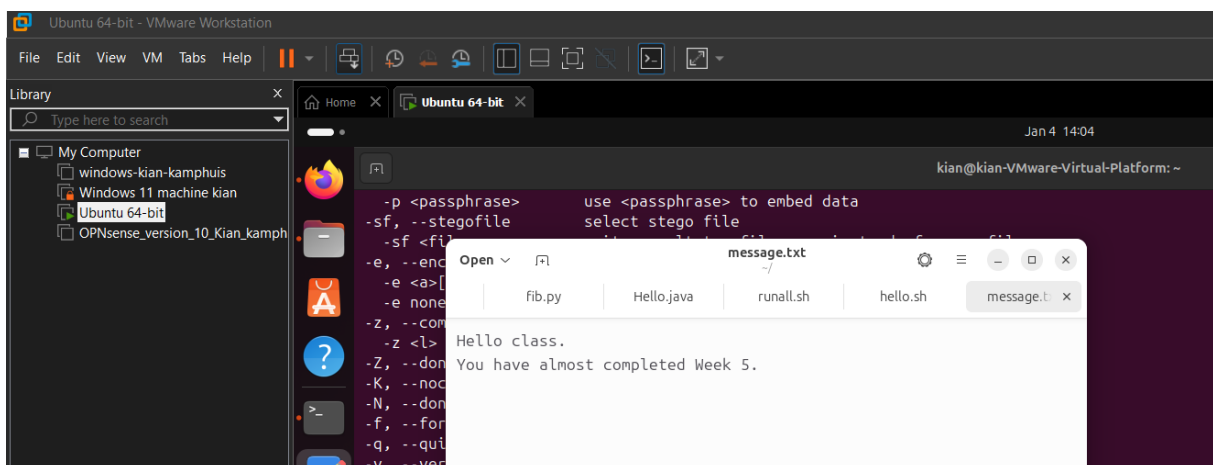 Ubuntu 64-bit - VMware Workstation
File Edit View VM Tabs Help
Library
Type here to search
My Computer
windows-kian-kamphuis
Windows 11 machine kian
Ubuntu 64-bit
OPNsense_version_10_Kian_kamph
Home Ubuntu 64-bit
Jan 4 14:04
kian@kian-VMware-Virtual-Platform: ~
-p <passphrase> use <passphrase> to embed data
-sf, --stegofile select stego file
-sf <fil
-e, --enc
-e <a>[
-e none
-z, --com
-z <l>
-Z, --don
-K, --noc
-N, --don
-f, --for
-q, --qui
Open message.txt
~/
fib.py Hello.java runall.sh hello.sh message.t
Hello class.
You have almost completed Week 5.